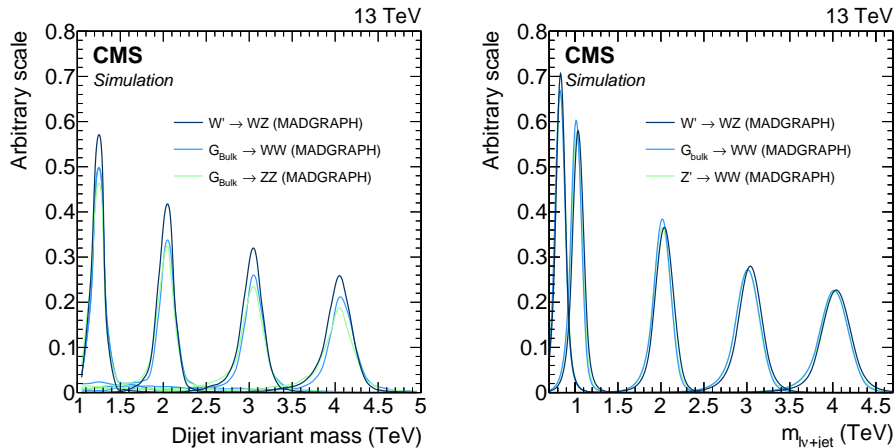 13 TeV
Arbitrary scale
0.8
0.7
0.6
0.5
0.4
0.3
0.2
0.1
0
CMS
Simulation
W' → WZ (MADGRAPH)
G_Bulk → WW (MADGRAPH)
G_Bulk → ZZ (MADGRAPH)
1 1.5 2 2.5 3 3.5 4 4.5 5
Dijet invariant mass (TeV)
13 TeV
Arbitrary scale
0.8
0.7
0.6
0.5
0.4
0.3
0.2
0.1
0
CMS
Simulation
W' → WZ (MADGRAPH)
G_bulk → WW (MADGRAPH)
Z' → WW (MADGRAPH)
1 1.5 2 2.5 3 3.5 4 4.5
m_lν+jet (TeV)